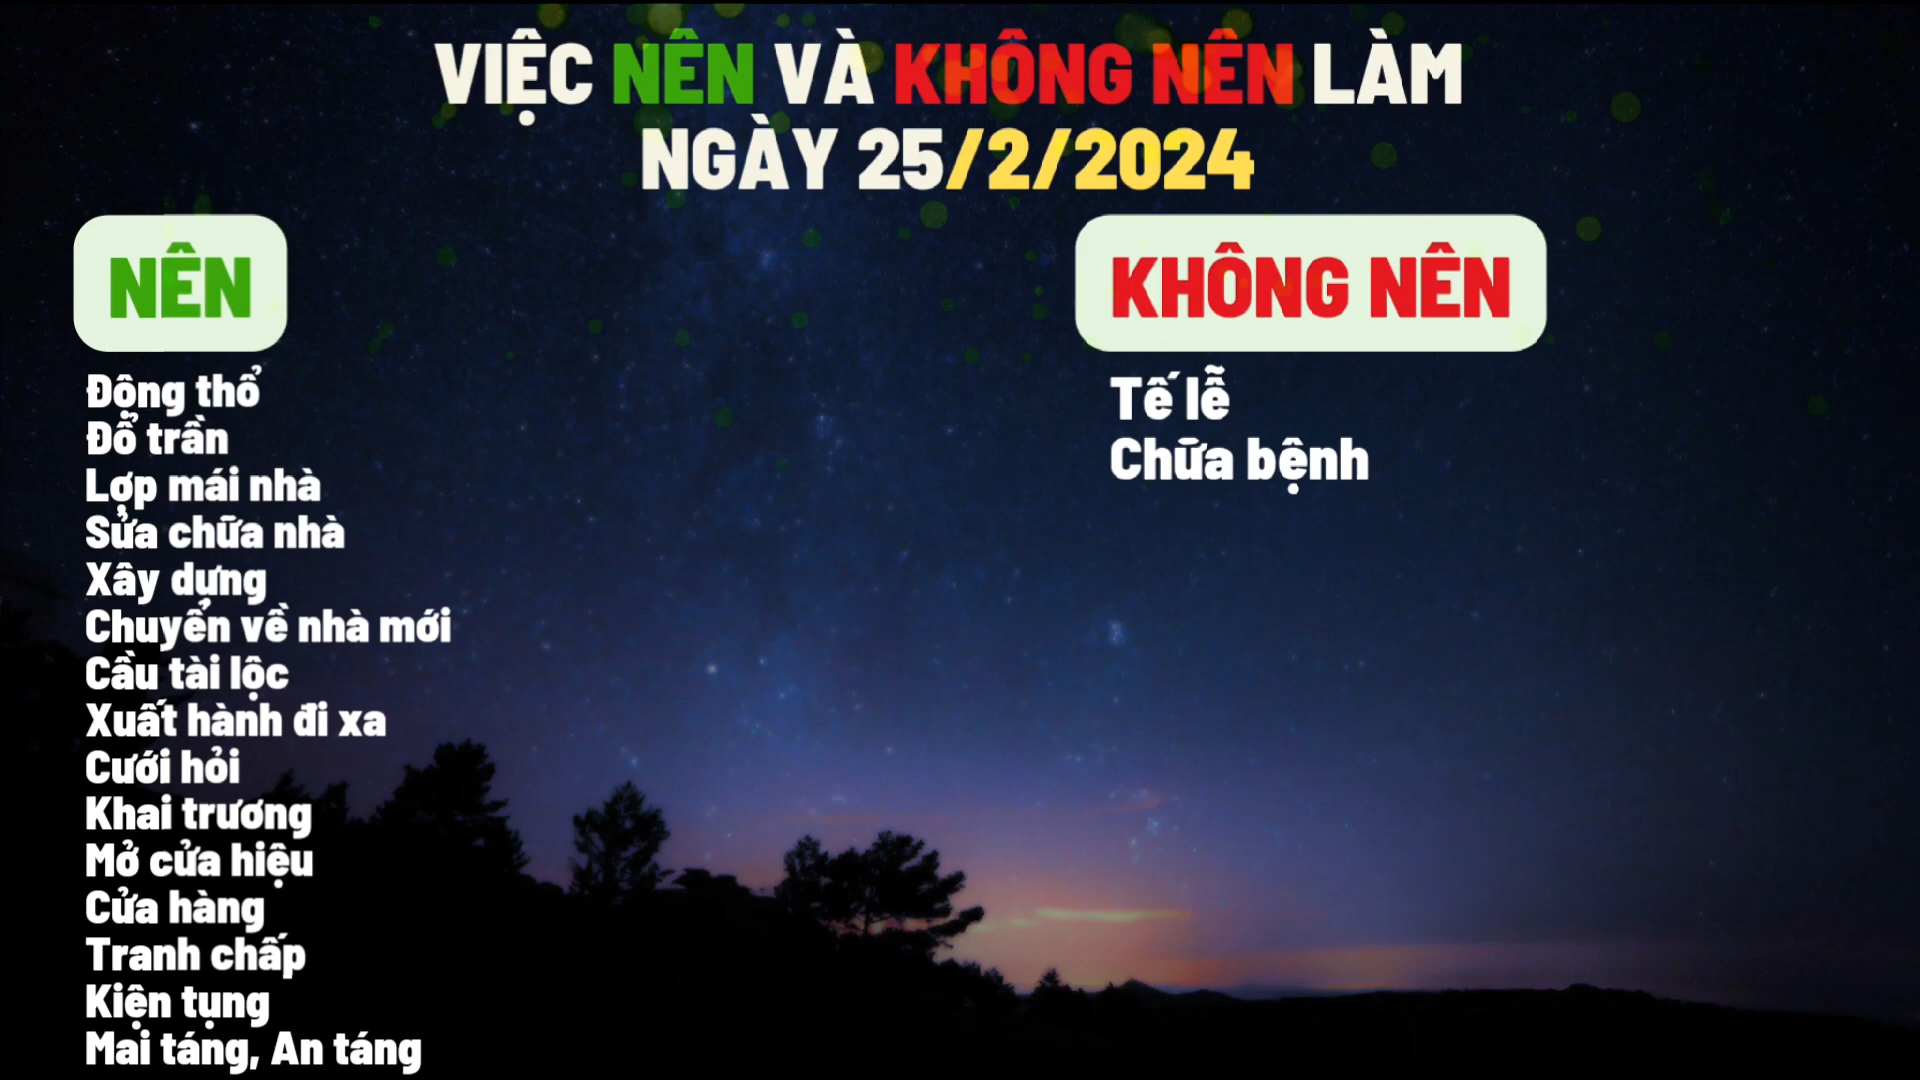 VIỆC NÊN VÀ KHÔNG NÊN LÀM
NGÀY 25/2/2024
NÊN
Động thổ
Đổ trần
Lợp mái nhà
Sửa chữa nhà
Xây dựng
Chuyển về nhà mới
Cầu tài lộc
Xuất hành đi xa
Cưới hỏi
Khai trương
Mở cửa hiệu
Cửa hàng
Tranh chấp
Kiện tụng
Mai táng, An táng
KHÔNG NÊN
Tế lễ
Chữa bệnh